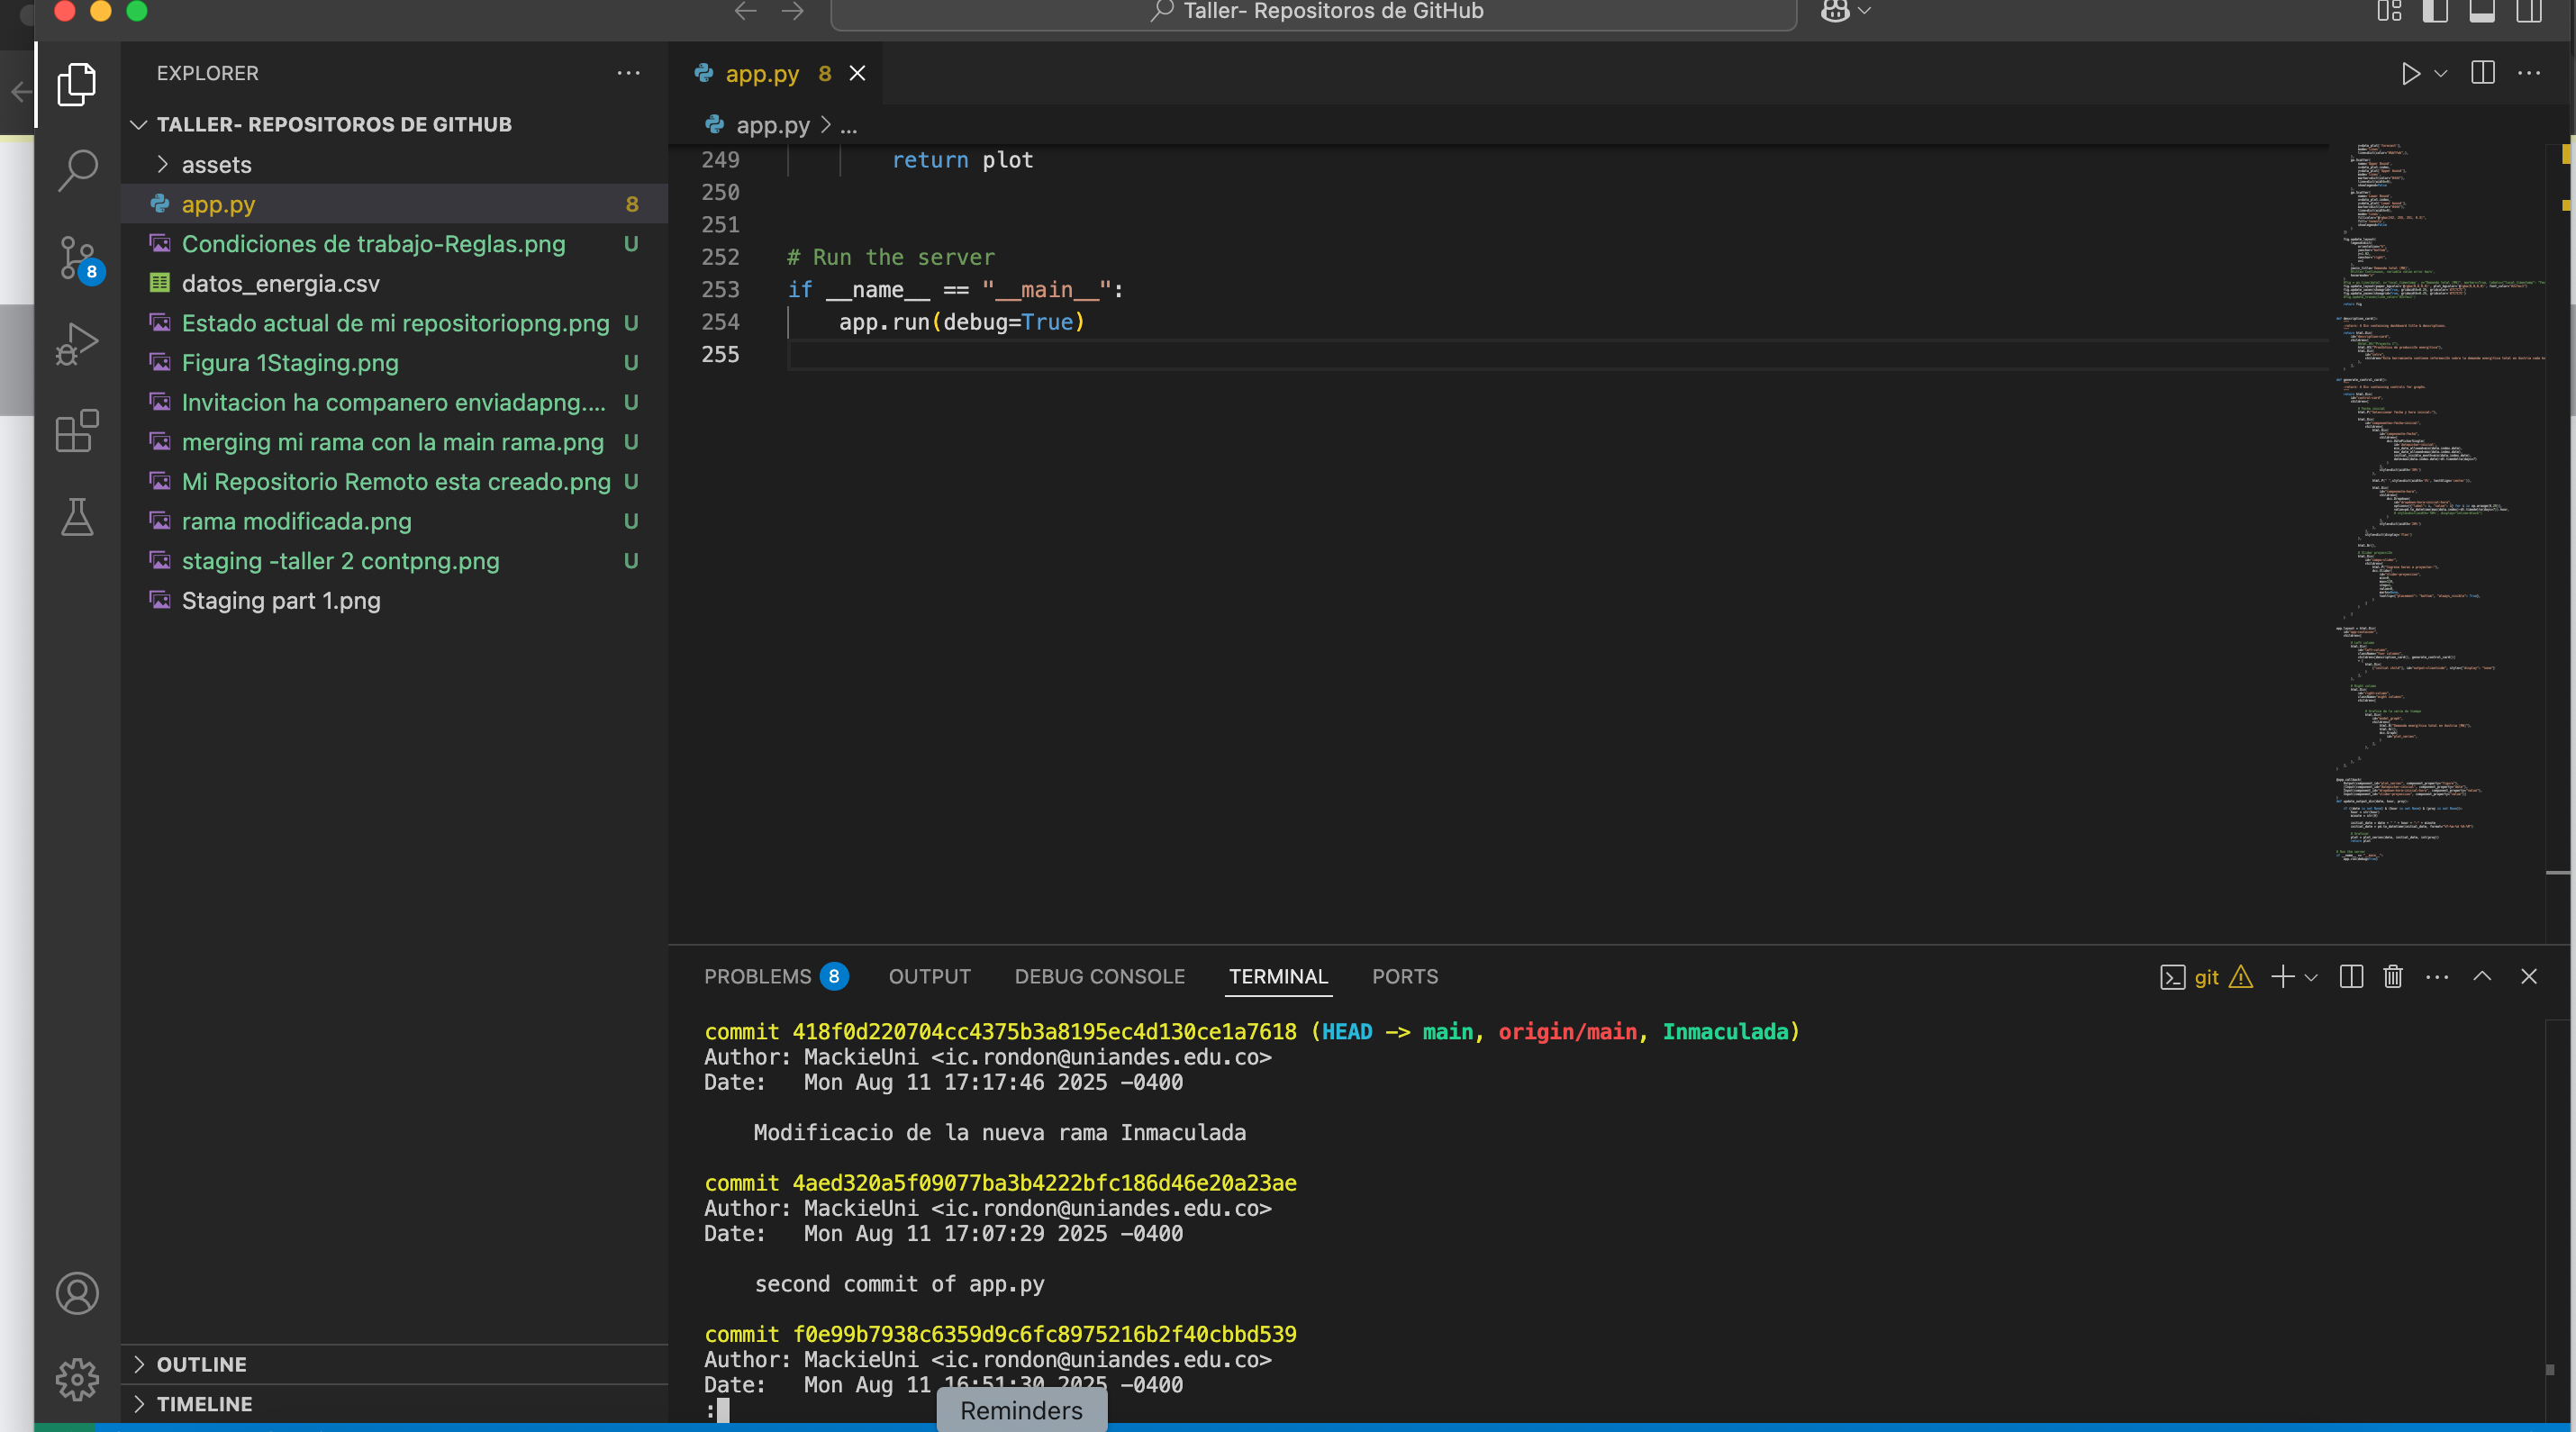 Taller- Repositoros de GitHub
EXPLORER
TALLER- REPOSITOROS DE GITHUB
assets
app.py 8
Condiciones de trabajo-Reglas.png U
datos_energia.csv
Estado actual de mi repositoriopng.png U
Figura 1Staging.png U
Invitacion ha companero enviadapng.... U
merging mi rama con la main rama.png U
Mi Repositorio Remoto esta creado.png U
rama modificada.png U
staging -taller 2 contpng.png U
Staging part 1.png
8
OUTLINE
TIMELINE
app.py 8
app.py > ...
249 return plot
250
251
252 # Run the server
253 if __name__ == "__main__":
254 app.run(debug=True)
255
PROBLEMS 8 OUTPUT DEBUG CONSOLE TERMINAL PORTS
git
commit 418f0d220704cc4375b3a8195ec4d130ce1a7618 (HEAD -> main, origin/main, Inmaculada)
Author: MackieUni <ic.rondon@uniandes.edu.co>
Date: Mon Aug 11 17:17:46 2025 -0400
Modificacio de la nueva rama Inmaculada
commit 4aed320a5f09077ba3b4222bfc186d46e20a23ae
Author: MackieUni <ic.rondon@uniandes.edu.co>
Date: Mon Aug 11 17:07:29 2025 -0400
second commit of app.py
commit f0e99b7938c6359d9c6fc8975216b2f40cbbd539
Author: MackieUni <ic.rondon@uniandes.edu.co>
Date: Mon Aug 11 16:51:30 2025 -0400
:
Reminders